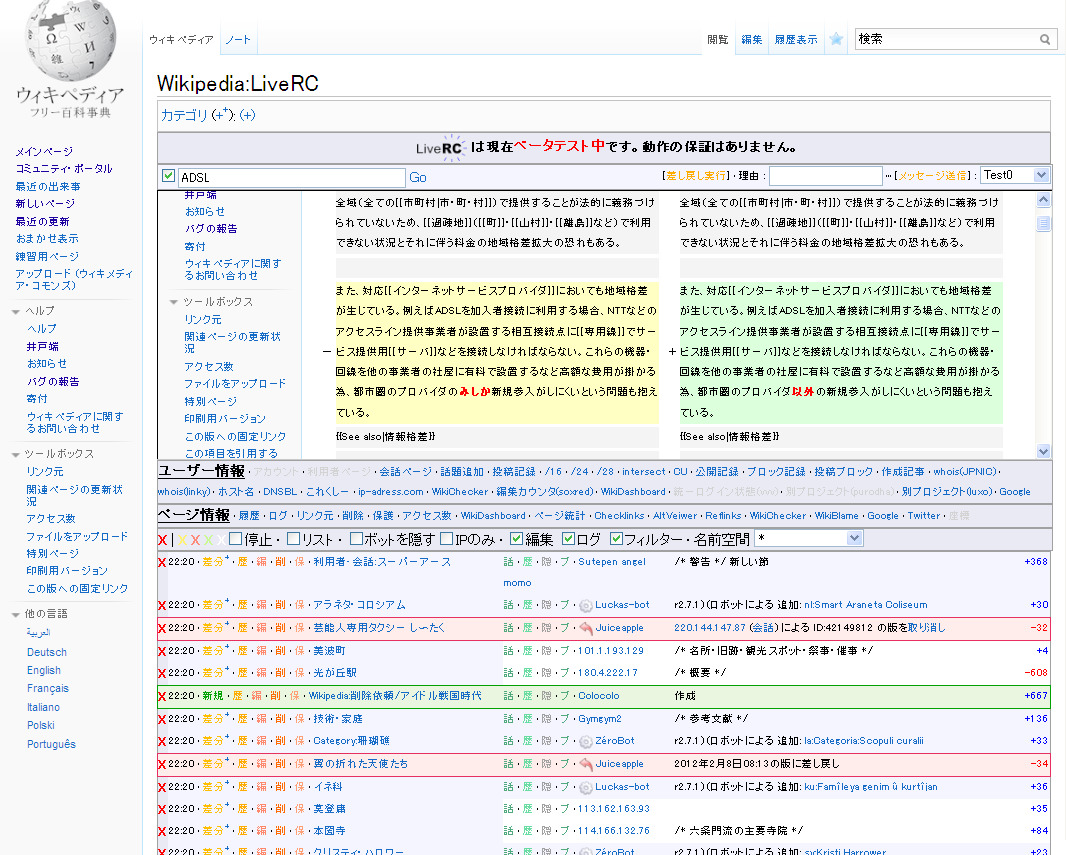 ウィキペディア
フリー百科事典
メインページ
コミュニティ・ポータル
最近の出来事
新しいページ
最近の更新
おまかせ表示
練習用ページ
アップロード (ウィキメディ
ア・コモンズ)
ヘルプ
ヘルプ
井戸端
お知らせ
バグの報告
寄付
ウィキペディアに関す
るお問い合わせ
ツールボックス
リンク元
関連ページの更新状
況
アクセス数
ファイルをアップロード
特別ページ
印刷用バージョン
この版への固定リンク
他の言語
العربية
Deutsch
English
Français
Italiano
Polski
Português
ウィキペディア ノート 閲覧 編集 履歴表示 検索
Wikipedia:LiveRC
カテゴリ (++): (+)
LiveRC は現在ベータテスト中です。動作の保証はありません。
ADSL Go [差し戻し実行]・理由: … [メッセージ送信]: Test0
井戸端
お知らせ
バグの報告
寄付
ウィキペディアに関す
るお問い合わせ
ツールボックス
リンク元
関連ページの更新状
況
アクセス数
ファイルをアップロード
特別ページ
印刷用バージョン
この版への固定リンク
この項目を引用する
全域(全ての[[市町村|市・町・村]])で提供することが法的に義務づけ
られていないため、[[過疎地]]([[町]]・[[山村]]・[[離島]]など)で利用
できない状況とそれに伴う料金の地域格差拡大の恐れもある。
また、対応[[インターネットサービスプロバイダ]]においても地域格差
が生じている。例えばADSLを加入者接続に利用する場合、NTTなどの
アクセスライン提供事業者が設置する相互接続点に[[専用線]]でサー
− ビス提供用[[サーバ]]などを接続しなければならない。これらの機器・
回線を他の事業者の社屋に有料で設置するなど高額な費用が掛かる
為、都市圏のプロバイダのみしか新規参入がしにくいという問題も抱え
ている。
{{See also|情報格差}}
全域(全ての[[市町村|市・町・村]])で提供することが法的に義務づけ
られていないため、[[過疎地]]([[町]]・[[山村]]・[[離島]]など)で利用
できない状況とそれに伴う料金の地域格差拡大の恐れもある。
また、対応[[インターネットサービスプロバイダ]]においても地域格差
が生じている。例えばADSLを加入者接続に利用する場合、NTTなどの
アクセスライン提供事業者が設置する相互接続点に[[専用線]]でサー
+ ビス提供用[[サーバ]]などを接続しなければならない。これらの機器・
回線を他の事業者の社屋に有料で設置するなど高額な費用が掛かる
為、都市圏のプロバイダ以外の新規参入がしにくいという問題も抱え
ている。
{{See also|情報格差}}
ユーザー情報・アカウント・利用者ページ・会話ページ・話題追加・投稿記録・/16・/24・/28・intersect・CU・公開記録・ブロック記録・投稿ブロック・作成記事・whois(JPNIC)・
whois(linky)・ホスト名・DNSBL・これくしー・ip-adress.com・WikiChecker・編集カウンタ(soxred)・WikiDashboard・統一ログイン状態(vvv)・別プロジェクト(purodha)・別プロジェクト(luxo)・Google
ページ情報・履歴・ログ・リンク元・削除・保護・アクセス数・WikiDashboard・ページ統計・Checklinks・AltVeiwer・Reflinks・WikiChecker・WikiBlame・Google・Twitter・座標
X | X X X X 停止・ リスト・ ボットを隠す IPのみ・ 編集 ログ フィルター・名前空間 *
X 22:20・差分+・歴・編・削・保・利用者・会話:スーパーアース 話・歴・隠・ブ・Sutepen angel /* 警告 */ 新しい節 +368
momo
X 22:20・差分+・歴・編・削・保・アラネタ・コロシアム 話・歴・隠・ブ・Luckas-bot r2.7.1) (ロボットによる 追加: nl:Smart Araneta Coliseum +30
X 22:20・差分+・歴・編・削・保・芸能人専用タクシー し〜たく 話・歴・隠・ブ・Juiceapple 220.144.147.87 (会話) による ID:42149812 の版を取り消し −32
X 22:20・差分+・歴・編・削・保・美波町 話・歴・隠・ブ・101.1.193.129 /* 名所・旧跡・観光スポット・祭事・催事 */ +4
X 22:20・差分+・歴・編・削・保・光が丘駅 話・歴・隠・ブ・180.4.222.17 /* 概要 */ −608
X 22:20・新規・歴・編・削・保・Wikipedia:削除依頼/アイドル戦国時代 話・歴・隠・ブ・Colocolo 作成 +667
X 22:20・差分+・歴・編・削・保・技術・家庭 話・歴・隠・ブ・Gymgym2 /* 参考文献 */ +136
X 22:20・差分+・歴・編・削・保・Category:珊瑚礁 話・歴・隠・ブ・ZéroBot r2.7.1) (ロボットによる 追加: la:Categoria:Scopuli curalii +33
X 22:20・差分+・歴・編・削・保・翼の折れた天使たち 話・歴・隠・ブ・Juiceapple 2012年2月8日08:13の版に差し戻し −34
X 22:20・差分+・歴・編・削・保・イネ科 話・歴・隠・ブ・Luckas-bot r2.7.1) (ロボットによる 追加: ku:Famîleya genim û kurtîjan +36
X 22:20・差分+・歴・編・削・保・莫登庸 話・歴・隠・ブ・113.162.163.93 +35
X 22:20・差分+・歴・編・削・保・本圀寺 話・歴・隠・ブ・114.166.132.76 /* 六条門流の主要寺院 */ +84
X 22:20・差分+・歴・編・削・保・クリスティ・ハロワー 話・歴・隠・ブ・ZéroBot r2.7.1) (ロボットによる 追加: sv:Kristi Harrower +23